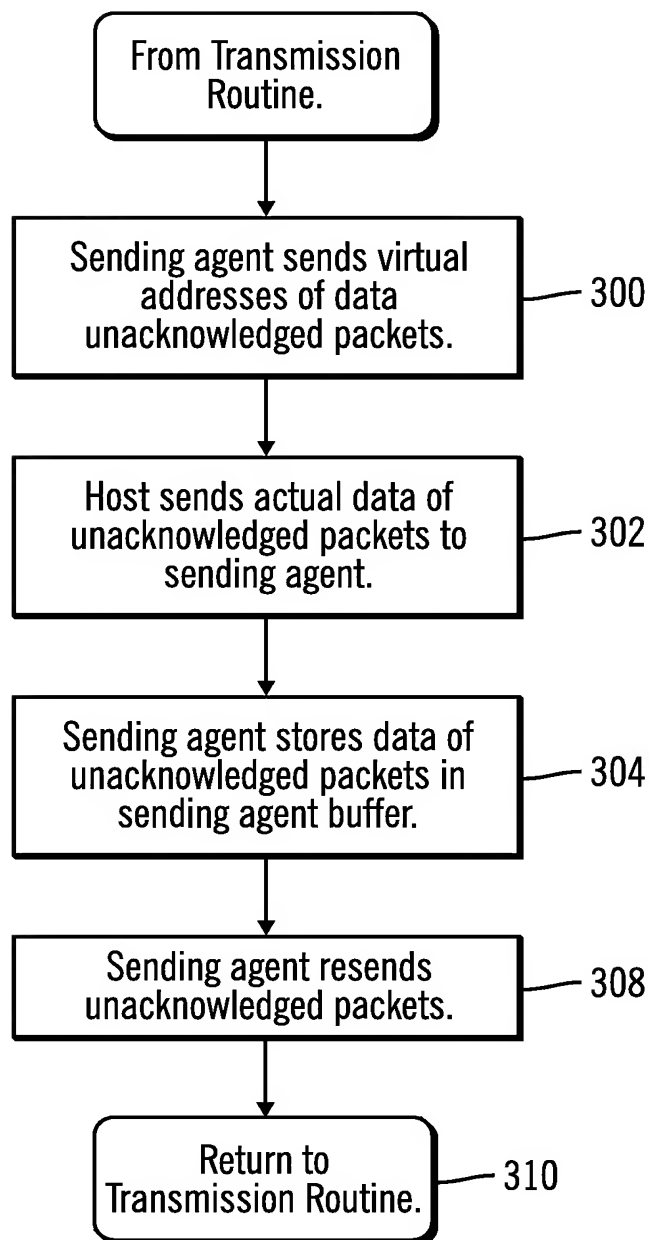 From Transmission
Routine.
Sending agent sends virtual
addresses of data
unacknowledged packets.
300
Host sends actual data of
unacknowledged packets to
sending agent.
302
Sending agent stores data of
unacknowledged packets in
sending agent buffer.
304
Sending agent resends
unacknowledged packets.
308
Return to
Transmission Routine.
310